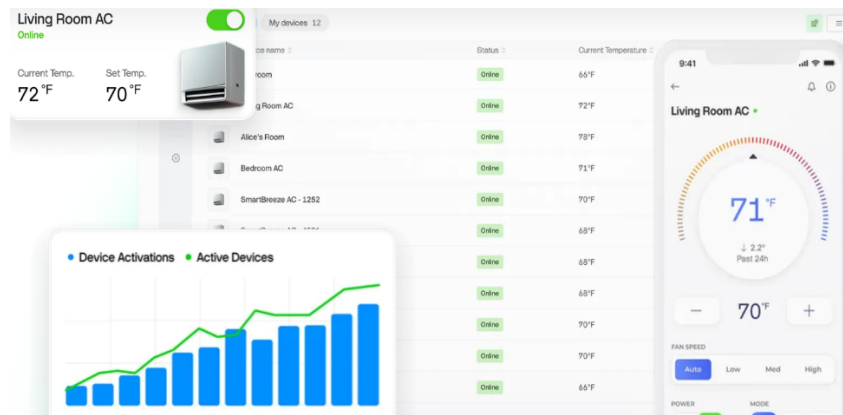 Living Room AC
Online
Current Temp.
Set Temp.
72°F
70°F
My devices 12
Status
Current Temperature
Online
66°F
Online
72°F
Alice's Room
Online
78°F
Bedroom AC
Online
71°F
SmartBreeze AC - 1252
Online
70°F
Online
68°F
Online
68°F
Online
68°F
Online
70°F
Online
70°F
Online
66°F
Device Activations
Active Devices
9:41
Living Room AC
71°F
↓ 2.2°
Past 24h
− 70°F +
FAN SPEED
Auto Low Med High
POWER
MODE